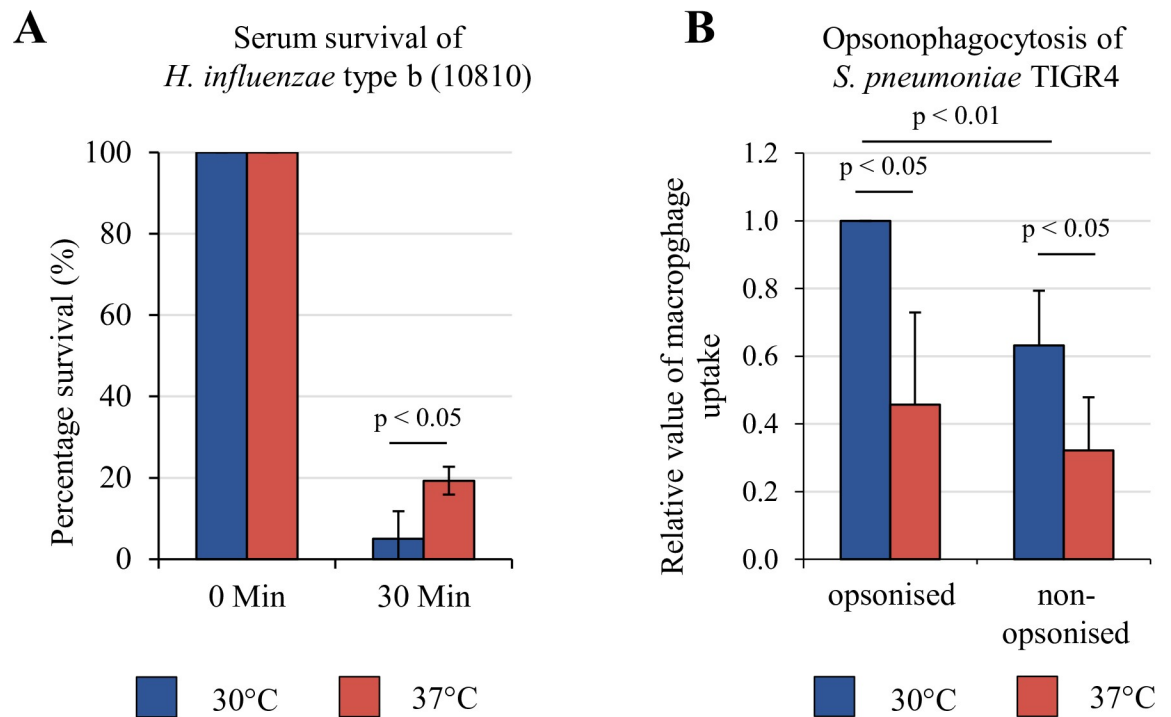 A
Serum survival of
H. influenzae type b (10810)
Percentage survival (%)
100
80
60
40
20
0
p < 0.05
0 Min
30 Min
30°C
37°C
B
Opsonophagocytosis of
S. pneumoniae TIGR4
p < 0.01
p < 0.05
p < 0.05
Relative value of macropghage
uptake
1.2
1.0
0.8
0.6
0.4
0.2
0.0
opsonised
non-
opsonised
30°C
37°C